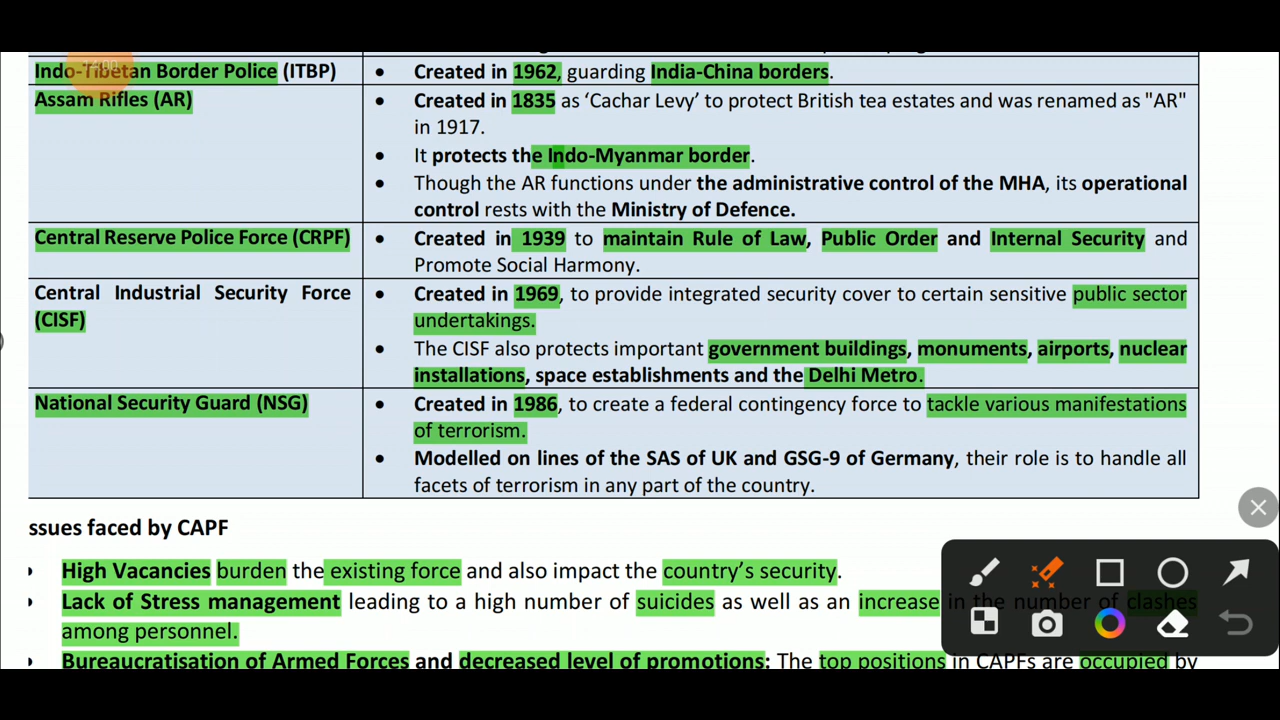 Indo-Tibetan Border Police (ITBP)
• Created in 1962, guarding India-China borders.
Assam Rifles (AR)
• Created in 1835 as ‘Cachar Levy’ to protect British tea estates and was renamed as "AR"
in 1917.
• It protects the Indo-Myanmar border.
• Though the AR functions under the administrative control of the MHA, its operational
control rests with the Ministry of Defence.
Central Reserve Police Force (CRPF)
• Created in 1939 to maintain Rule of Law, Public Order and Internal Security and
Promote Social Harmony.
Central Industrial Security Force
(CISF)
• Created in 1969, to provide integrated security cover to certain sensitive public sector
undertakings.
• The CISF also protects important government buildings, monuments, airports, nuclear
installations, space establishments and the Delhi Metro.
National Security Guard (NSG)
• Created in 1986, to create a federal contingency force to tackle various manifestations
of terrorism.
• Modelled on lines of the SAS of UK and GSG-9 of Germany, their role is to handle all
facets of terrorism in any part of the country.
ssues faced by CAPF
• High Vacancies burden the existing force and also impact the country’s security.
• Lack of Stress management leading to a high number of suicides as well as an increase in the number of clashes
among personnel.
• Bureaucratisation of Armed Forces and decreased level of promotions: The top positions in CAPFs are occupied by